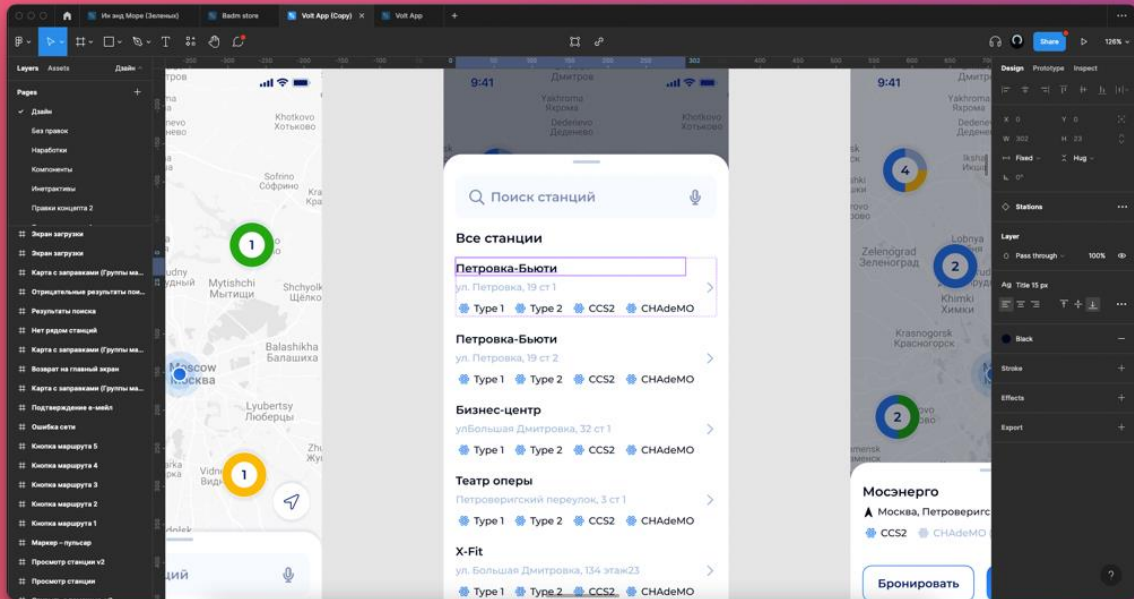 Ин энд Море (Зеленых)
Badm store
Volt App (Copy)
Volt App
Share
126%
Layers
Assets
Дзайн
Pages
Дзайн
Без правок
Наработки
Компоненты
Инетрактивы
Правки концепта 2
Экран загрузки
Экран загрузки
Карта с заправками (Группы ма...
Отрицательные результаты пои...
Результаты поиска
Нет рядом станций
Карта с заправками (Группы ма...
Возврат на главный экран
Карта с заправками (Группы ма...
Подтверждение е-мейл
Ошибка сети
Кнопка маршрута 5
Кнопка маршрута 4
Кнопка маршрута 3
Кнопка маршрута 2
Кнопка маршрута 1
Маркер – пульсар
Просмотр станции v2
Просмотр станции
Khotkovo
Хотьково
Sofrino
Софрино
1
Mytishchi
Мытищи
Balashikha
Балашиха
Moscow
Москва
Lyubertsy
Люберцы
1
9:41
Дмитров
Yakhroma
Яхрома
Dedenevo
Деденево
Khotkovo
Хотьково
Поиск станций
Все станции
Петровка-Бьюти
ул. Петровка, 19 ст 1
Type 1 Type 2 CCS2 CHAdeMO
Петровка-Бьюти
ул. Петровка, 19 ст 2
Type 1 Type 2 CCS2 CHAdeMO
Бизнес-центр
улБольшая Дмитровка, 32 ст 1
Type 1 Type 2 CCS2 CHAdeMO
Театр оперы
Петроверигский переулок, 3 ст 1
Type 1 Type 2 CCS2 CHAdeMO
X-Fit
ул. Большая Дмитровка, 134 этаж23
Type 1 Type 2 CCS2 CHAdeMO
9:41
Yakhroma
Яхрома
4
Lobnya
Zelenograd
Зеленоград
2
Khimki
Химки
Krasnogorsk
Красногорск
2
Мосэнерго
Москва, Петроверигс
CCS2 CHAdeMO
Бронировать
Design
Prototype
Inspect
X 0
Y 0
W 302
H 23
Fixed
Hug
0°
Stations
Layer
Pass through
100%
Ag Title 15 px
Black
Stroke
Effects
Export
?